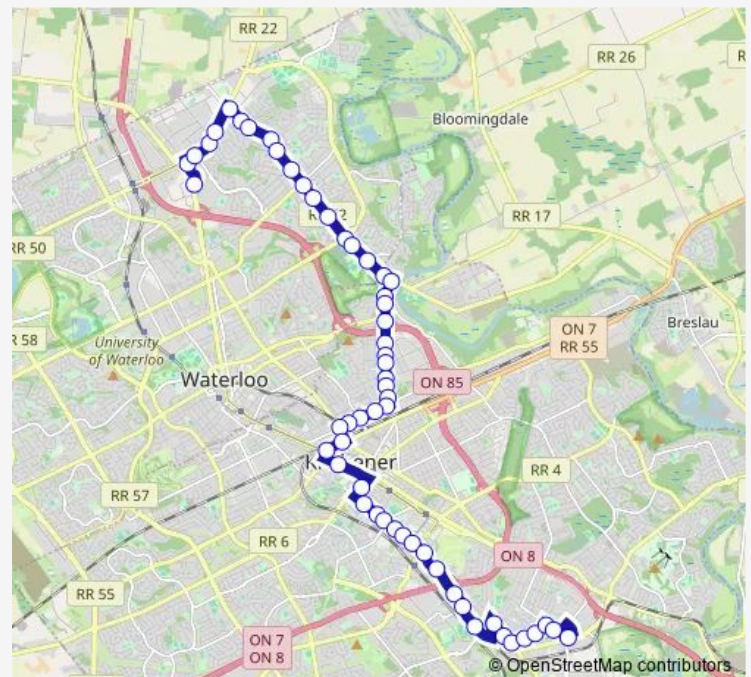 RR 22
RR 26
Bloomingdale
RR 17
RR 50
ON 7
RR 55
Breslau
RR 58
University
of Waterloo
Waterloo
ON 85
RR 57
RR 4
RR 6
ON 8
RR 55
ON 7
ON 8
© OpenStreetMap contributors